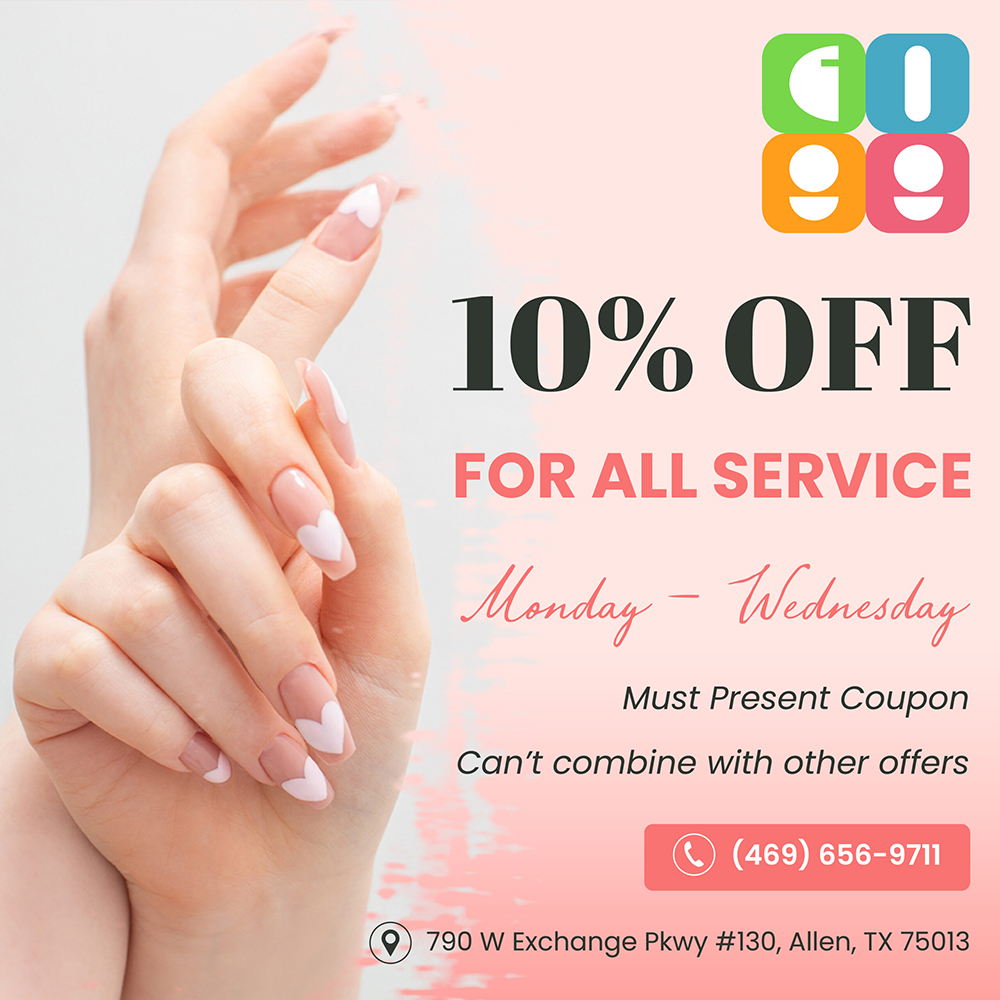 10% OFF
FOR ALL SERVICE
Monday – Wednesday
Must Present Coupon
Can't combine with other offers
(469) 656-9711
790 W Exchange Pkwy #130, Allen, TX 75013